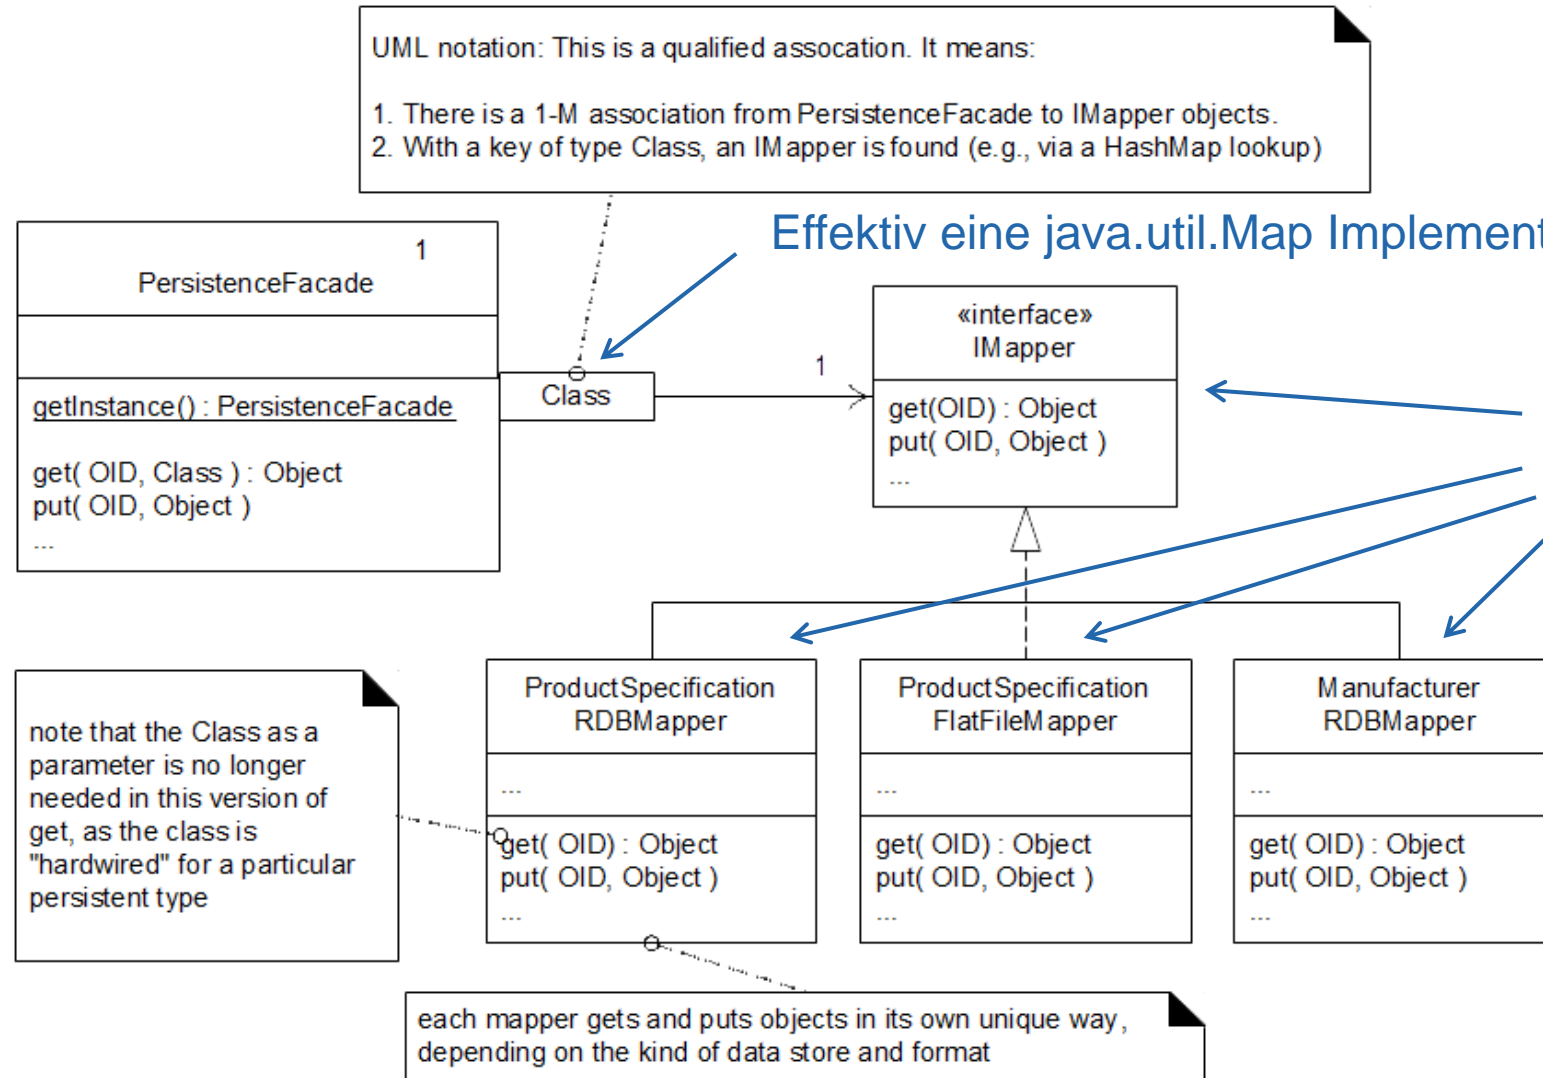 UML notation: This is a qualified assocation. It means:
1. There is a 1-M association from PersistenceFacade to IMapper objects.
2. With a key of type Class, an IMapper is found (e.g., via a HashMap lookup)
Effektiv eine java.util.Map Implement
1
PersistenceFacade
getInstance() : PersistenceFacade
get( OID, Class ) : Object
put( OID, Object )
...
Class
1
«interface»
IMapper
get(OID) : Object
put( OID, Object )
...
note that the Class as a
parameter is no longer
needed in this version of
get, as the class is
"hardwired" for a particular
persistent type
ProductSpecification
RDBMapper
...
get( OID) : Object
put( OID, Object )
...
ProductSpecification
FlatFileMapper
...
get( OID) : Object
put( OID, Object )
...
Manufacturer
RDBMapper
...
get( OID) : Object
put( OID, Object )
...
each mapper gets and puts objects in its own unique way,
depending on the kind of data store and format